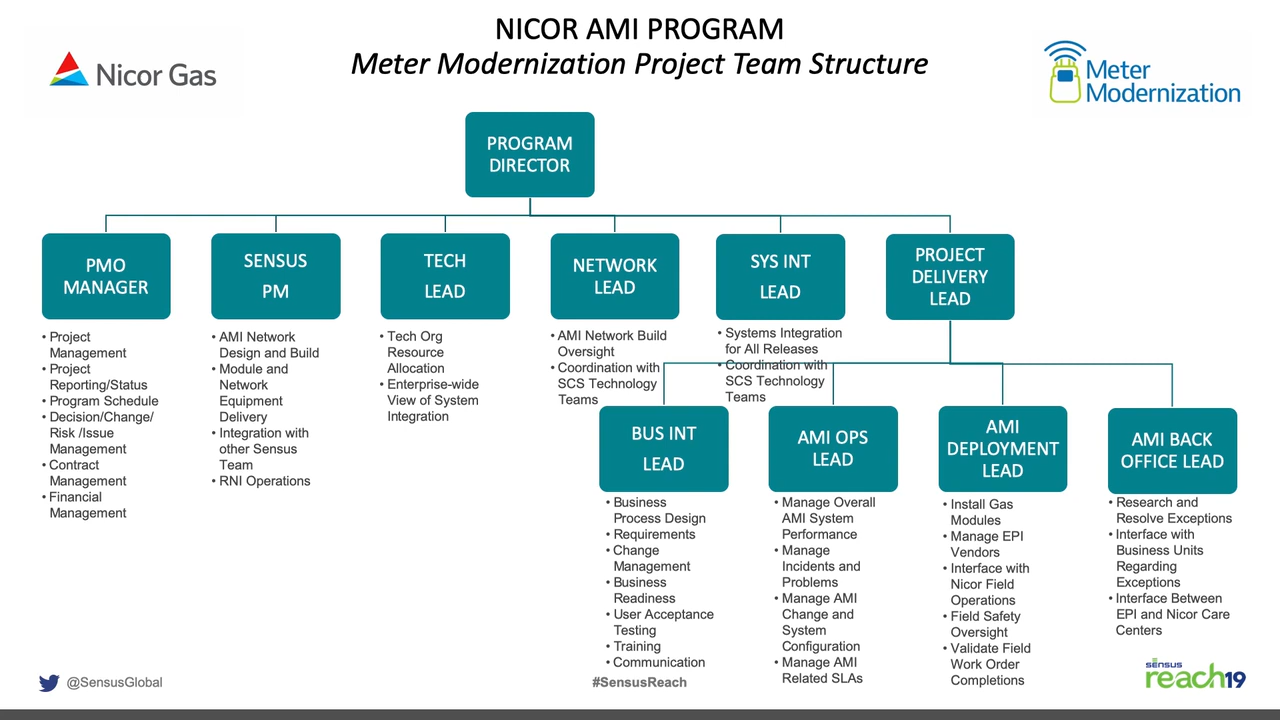 NICOR AMI PROGRAM
Meter Modernization Project Team Structure
Nicor Gas
Meter
Modernization
PROGRAM
DIRECTOR
PMO
MANAGER
• Project
Management
• Project
Reporting/Status
• Program Schedule
• Decision/Change/
Risk /Issue
Management
• Contract
Management
• Financial
Management
SENSUS
PM
• AMI Network
Design and Build
• Module and
Network
Equipment
Delivery
• Integration with
other Sensus
Team
• RNI Operations
TECH
LEAD
• Tech Org
Resource
Allocation
• Enterprise-wide
View of System
Integration
NETWORK
LEAD
• AMI Network Build
Oversight
• Coordination with
SCS Technology
Teams
SYS INT
LEAD
• Systems Integration
for All Releases
• Coordination with
SCS Technology
Teams
PROJECT
DELIVERY
LEAD
BUS INT
LEAD
• Business
Process Design
• Requirements
• Change
Management
• Business
Readiness
• User Acceptance
Testing
• Training
• Communication
AMI OPS
LEAD
• Manage Overall
AMI System
Performance
• Manage
Incidents and
Problems
• Manage AMI
Change and
System
Configuration
• Manage AMI
Related SLAs
AMI
DEPLOYMENT
LEAD
• Install Gas
Modules
• Manage EPI
Vendors
• Interface with
Nicor Field
Operations
• Field Safety
Oversight
• Validate Field
Work Order
Completions
AMI BACK
OFFICE LEAD
• Research and
Resolve Exceptions
• Interface with
Business Units
Regarding
Exceptions
• Interface Between
EPI and Nicor Care
Centers
@SensusGlobal
#SensusReach
sensus
reach19